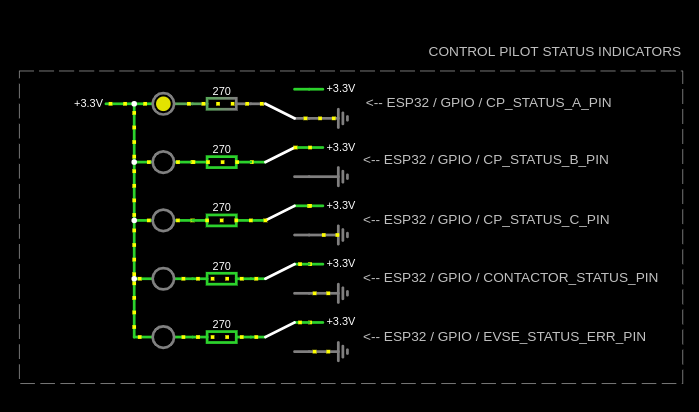 CONTROL PILOT STATUS INDICATORS
270
+3.3V
+3.3V
<-- ESP32 / GPIO / CP_STATUS_A_PIN
270
+3.3V
<-- ESP32 / GPIO / CP_STATUS_B_PIN
270
+3.3V
<-- ESP32 / GPIO / CP_STATUS_C_PIN
270
+3.3V
<-- ESP32 / GPIO / CONTACTOR_STATUS_PIN
270
+3.3V
<-- ESP32 / GPIO / EVSE_STATUS_ERR_PIN